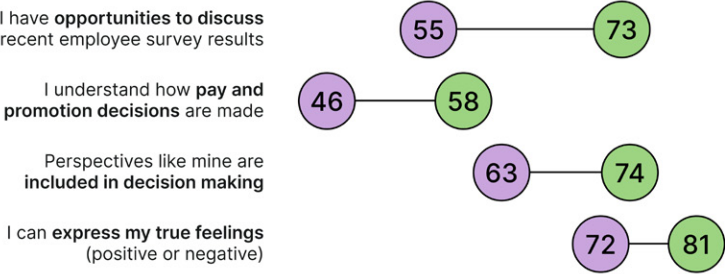 I have opportunities to discuss
recent employee survey results
55 73
I understand how pay and
promotion decisions are made
46 58
Perspectives like mine are
included in decision making
63 74
I can express my true feelings
(positive or negative)
72 81